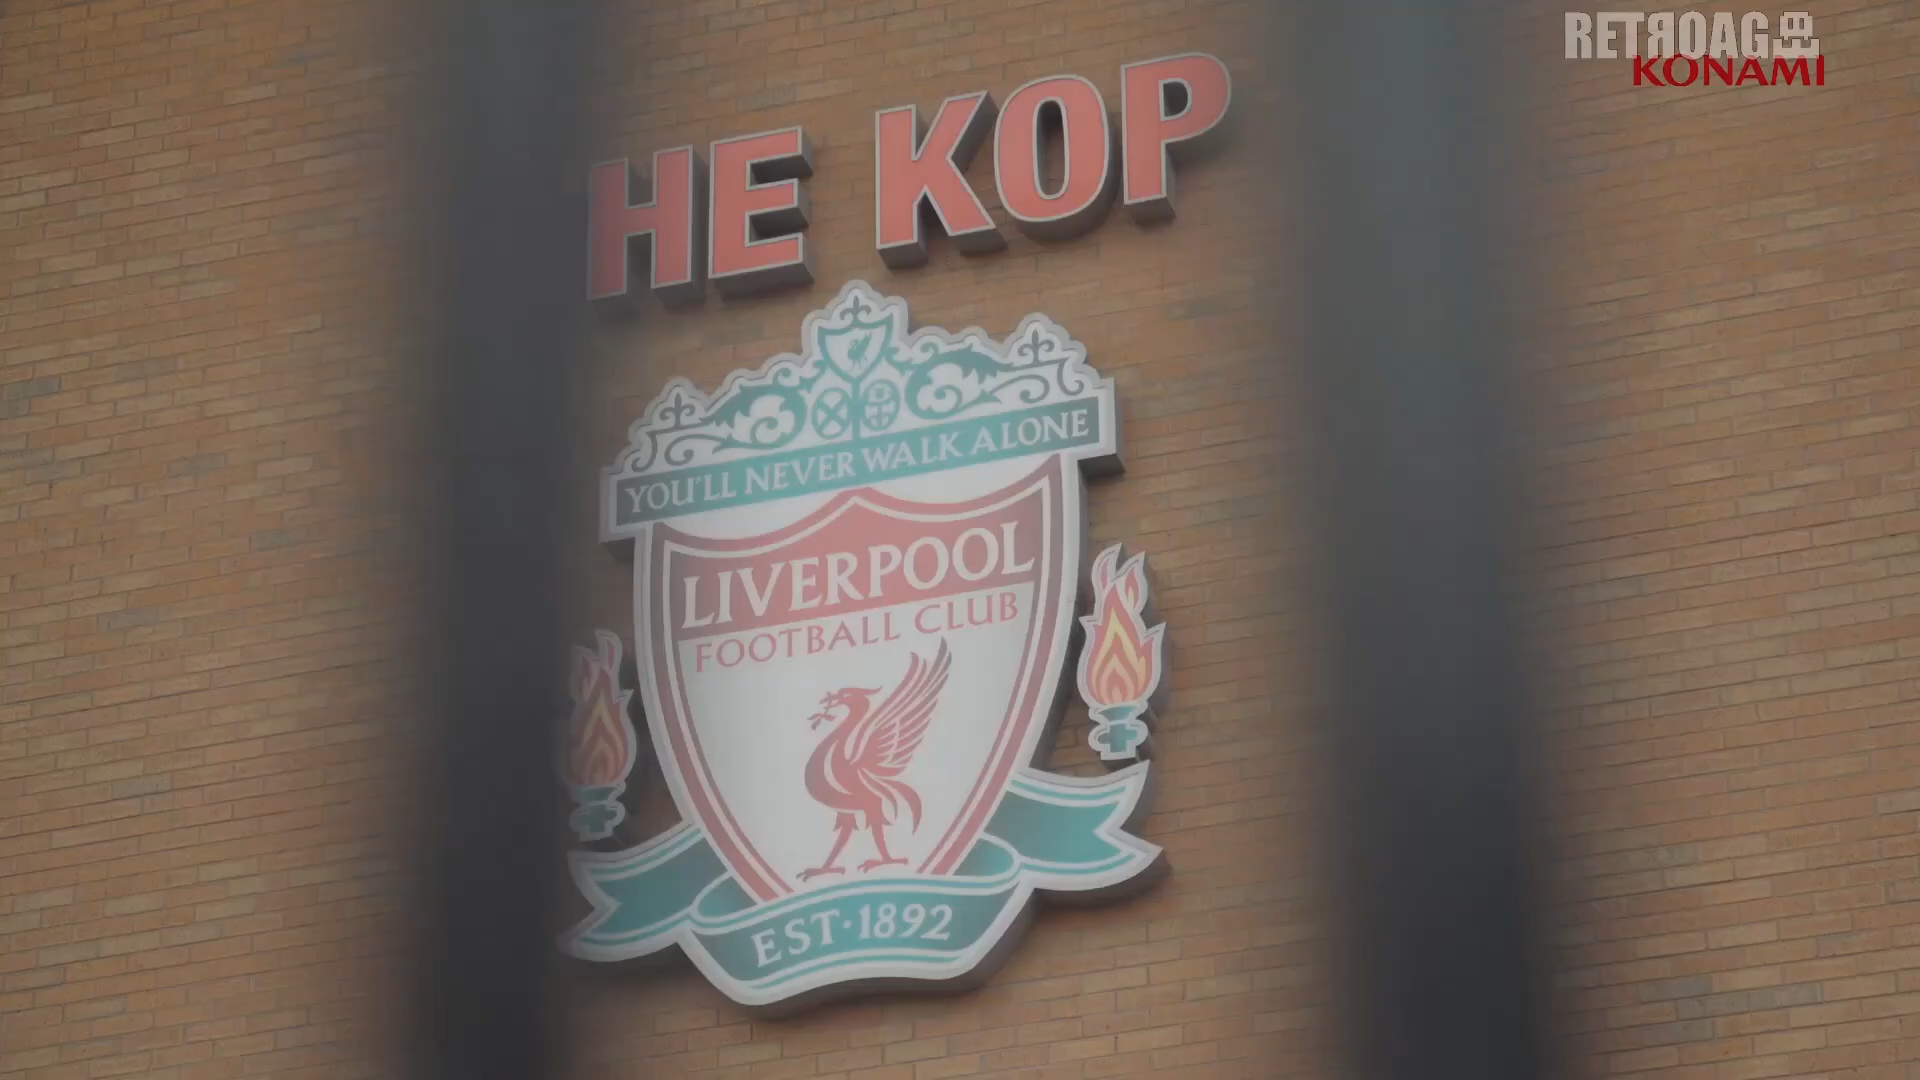 RETROAGE
KONAMI
HE KOP
YOU'LL NEVER WALK ALONE
LIVERPOOL
FOOTBALL CLUB
EST·1892